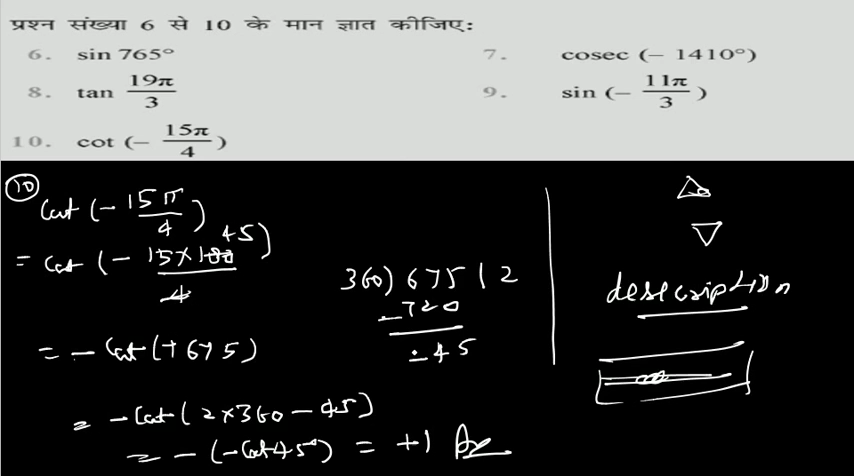 प्रश्न संख्या 6 से 10 के मान ज्ञात कीजिए:
6. sin 765°
7. cosec (– 1410°)
8. tan 19π/3
9. sin (– 11π/3)
10. cot (– 15π/4)
10
cot (– 15π/4)
= cot (– 15×180/4) 45
= – cot (+675)
= – cot (2×360 – 45)
= – (–cot 45°) = +1 Ans
360) 675 ( 2
– 720
– 45
description